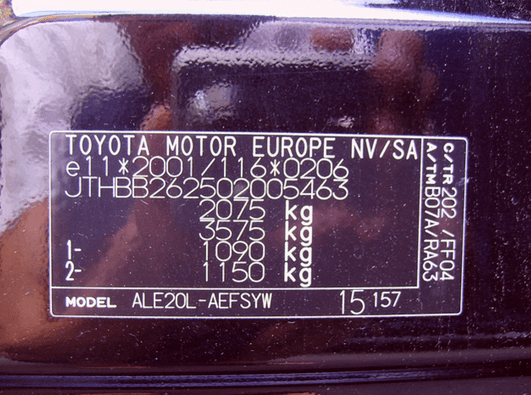 TOYOTA MOTOR EUROPE NV/SA
e11*2001/116*0206
JTHBB262502005463
2075 kg
3575 kg
1- 1090 kg
2- 1150 kg
MODEL ALE20L-AEFSYW 15 157
C/TR 202 /FF04
A/TM B07A/RA63